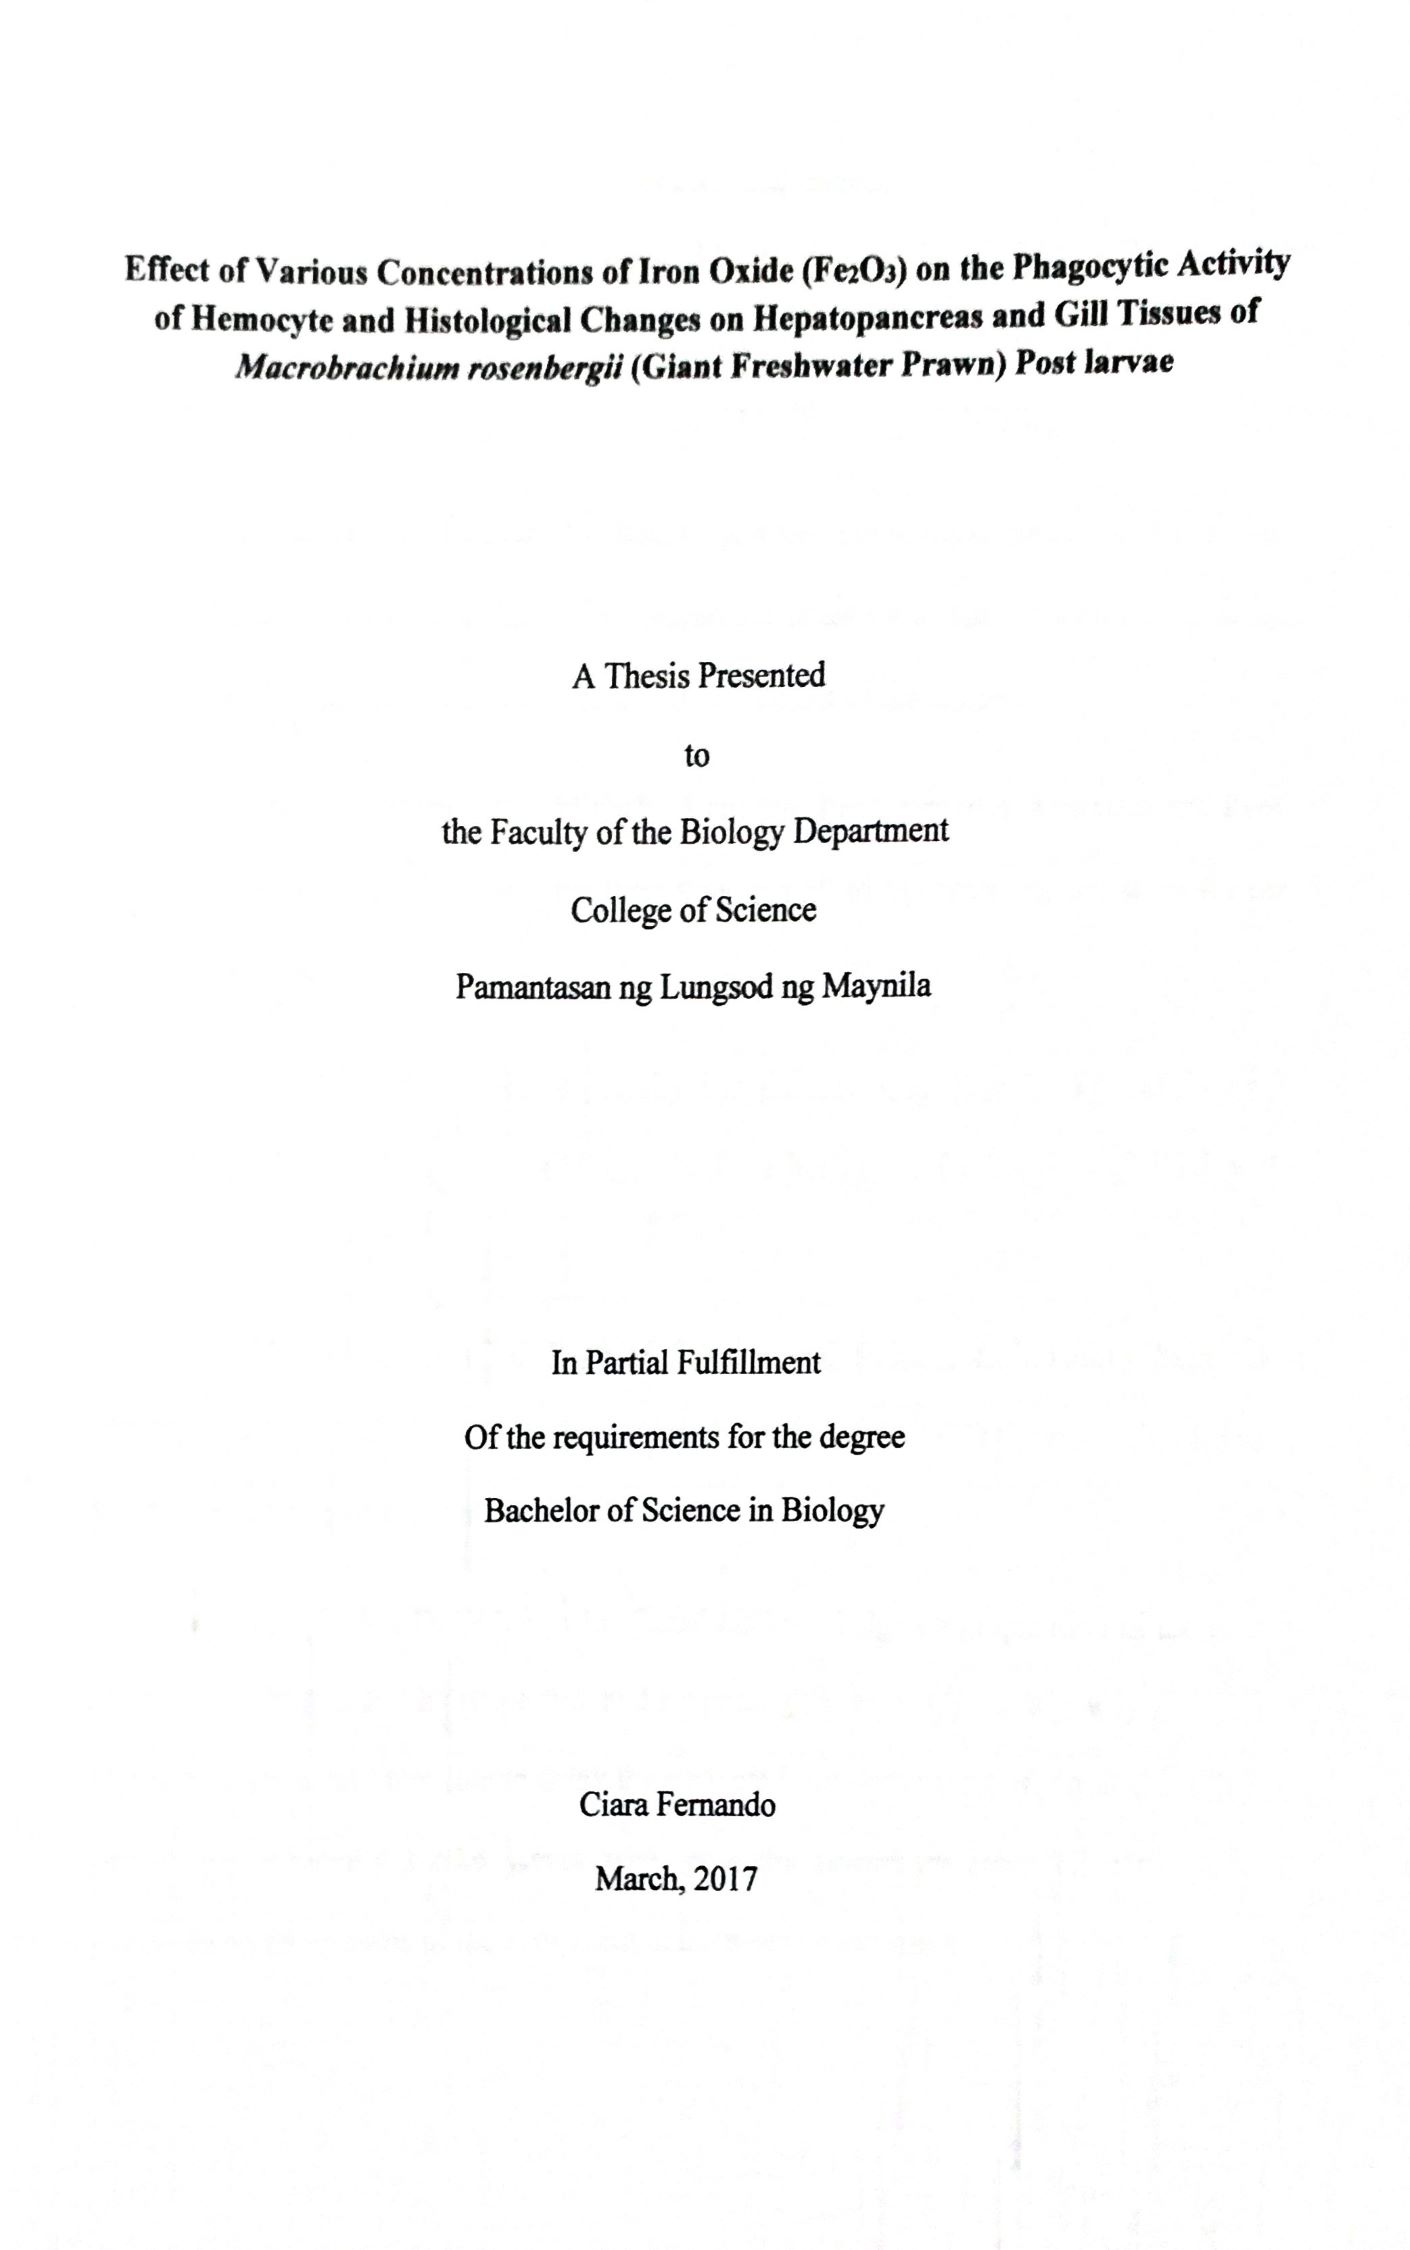 Effect of Various Concentrations of Iron Oxide (Fe2O3) on the Phagocytic Activity
of Hemocyte and Histological Changes on Hepatopancreas and Gill Tissues of
Macrobrachium rosenbergii (Giant Freshwater Prawn) Post larvae
A Thesis Presented
to
the Faculty of the Biology Department
College of Science
Pamantasan ng Lungsod ng Maynila
In Partial Fulfillment
Of the requirements for the degree
Bachelor of Science in Biology
Ciara Fernando
March, 2017